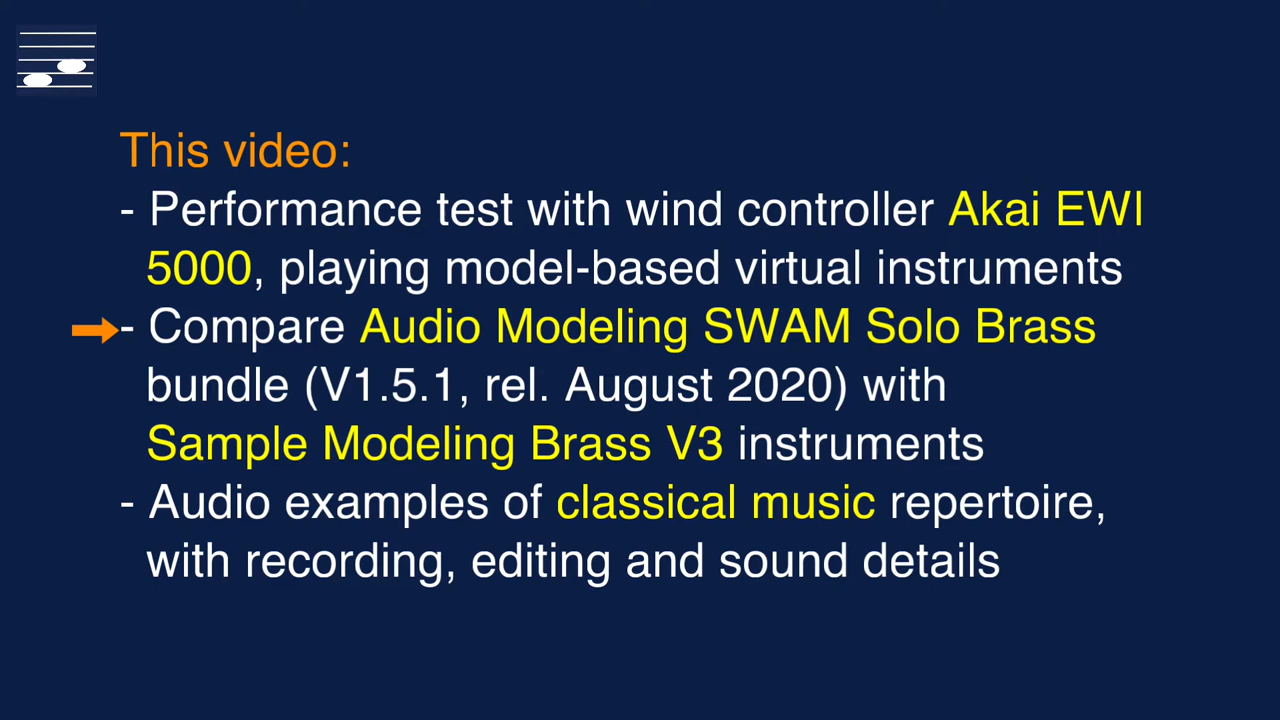 This video:
- Performance test with wind controller Akai EWI
5000, playing model-based virtual instruments
- Compare Audio Modeling SWAM Solo Brass
bundle (V1.5.1, rel. August 2020) with
Sample Modeling Brass V3 instruments
- Audio examples of classical music repertoire,
with recording, editing and sound details